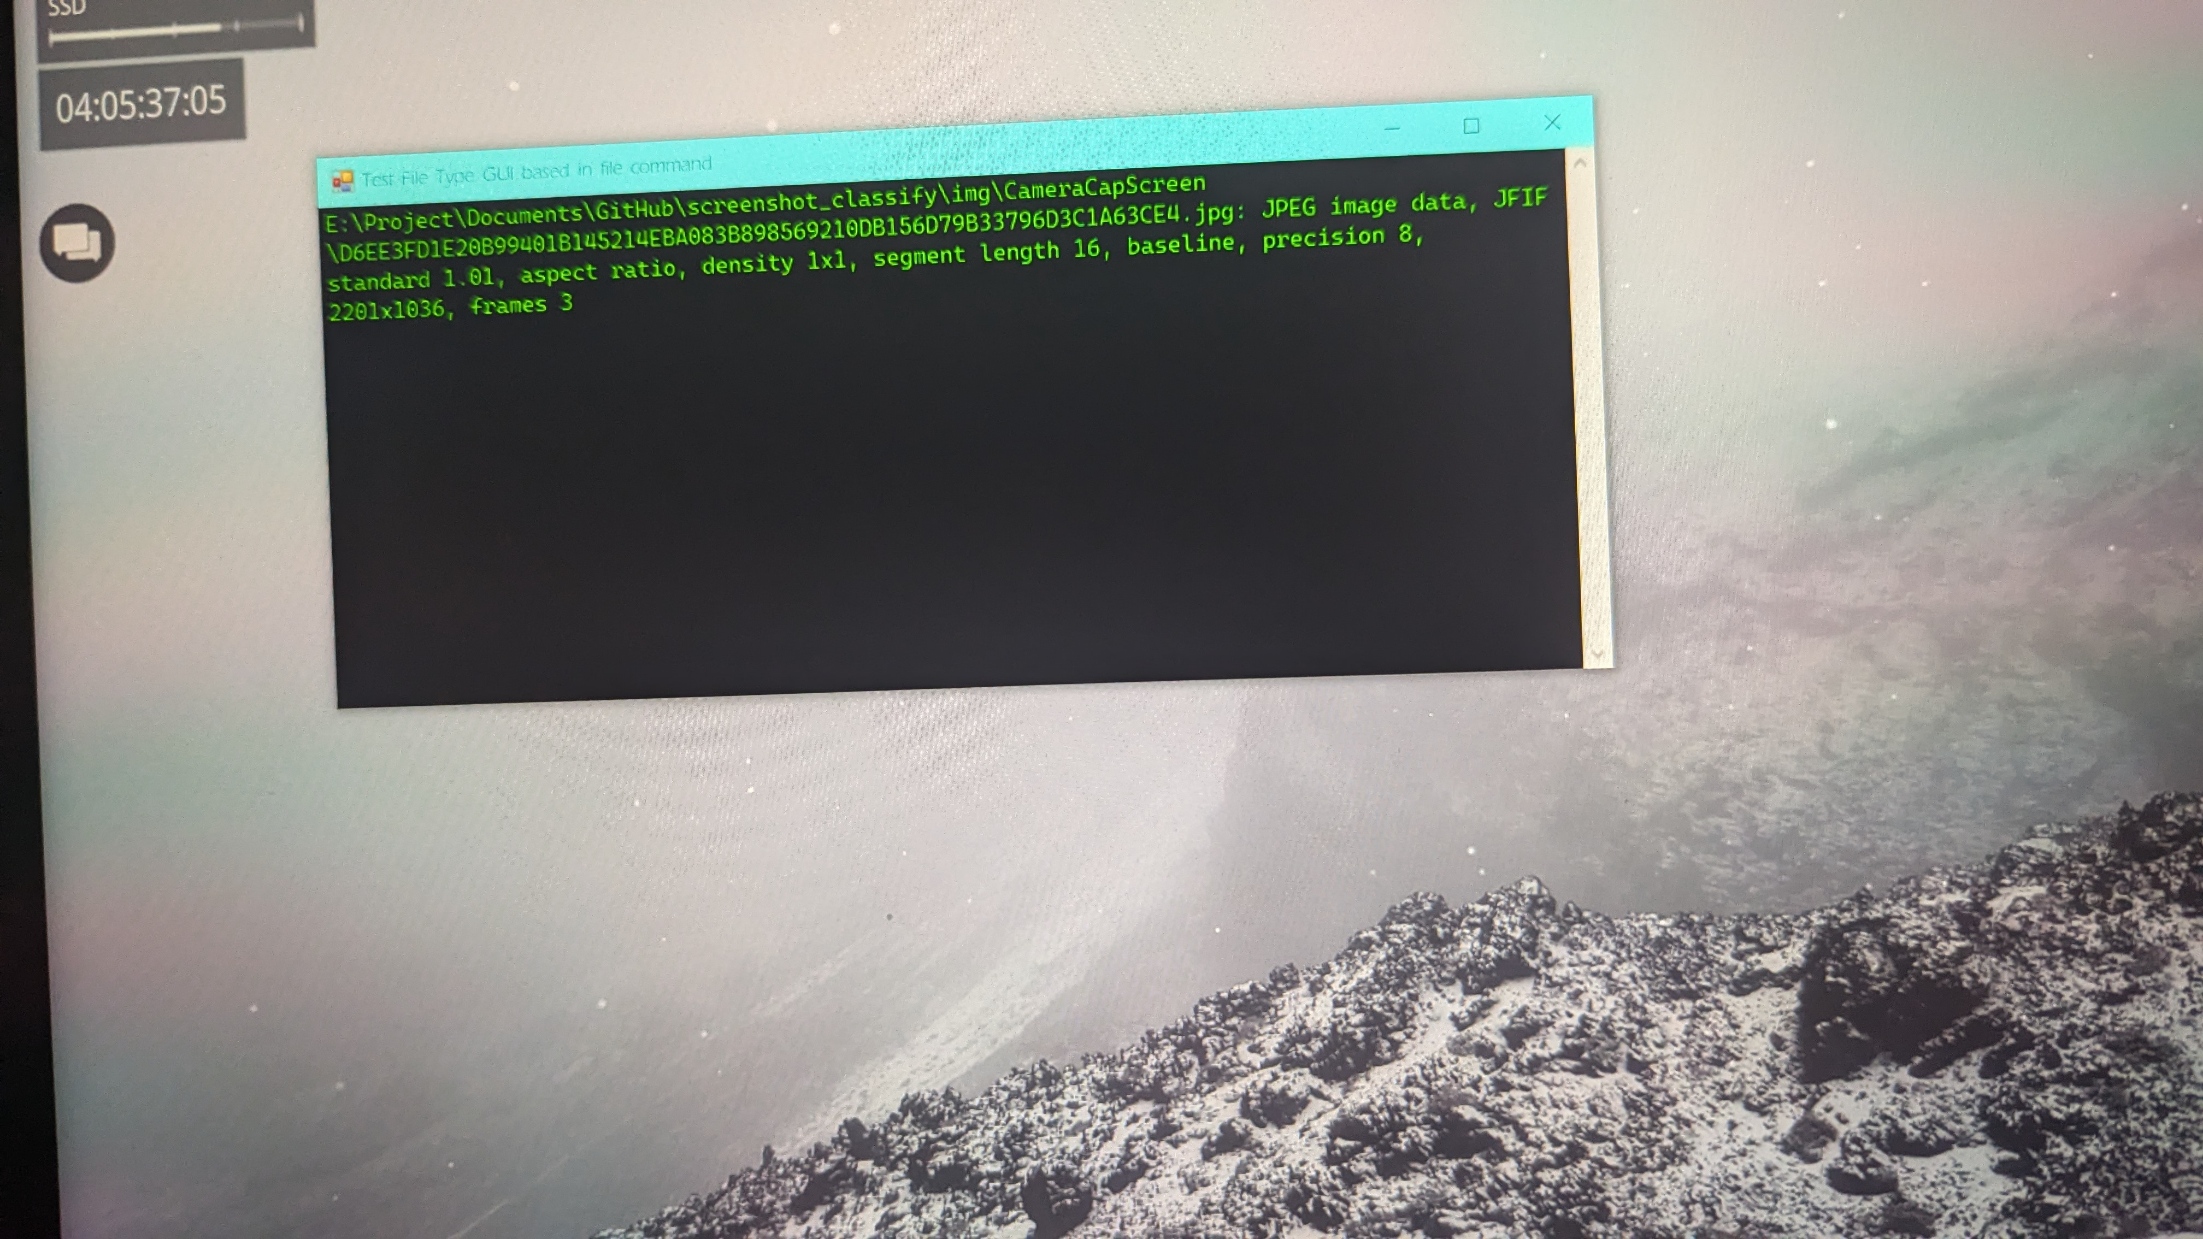 SSD
04:05:37:05
Test File Type GUI based in file command
E:\Project\Documents\GitHub\screenshot_classify\img\CameraCapScreen
\D6EE3FD1E20B99401B145214EBA083B898569210DB156D79B33796D3C1A63CE4.jpg: JPEG image data, JFIF
standard 1.01, aspect ratio, density 1x1, segment length 16, baseline, precision 8,
2201x1036, frames 3